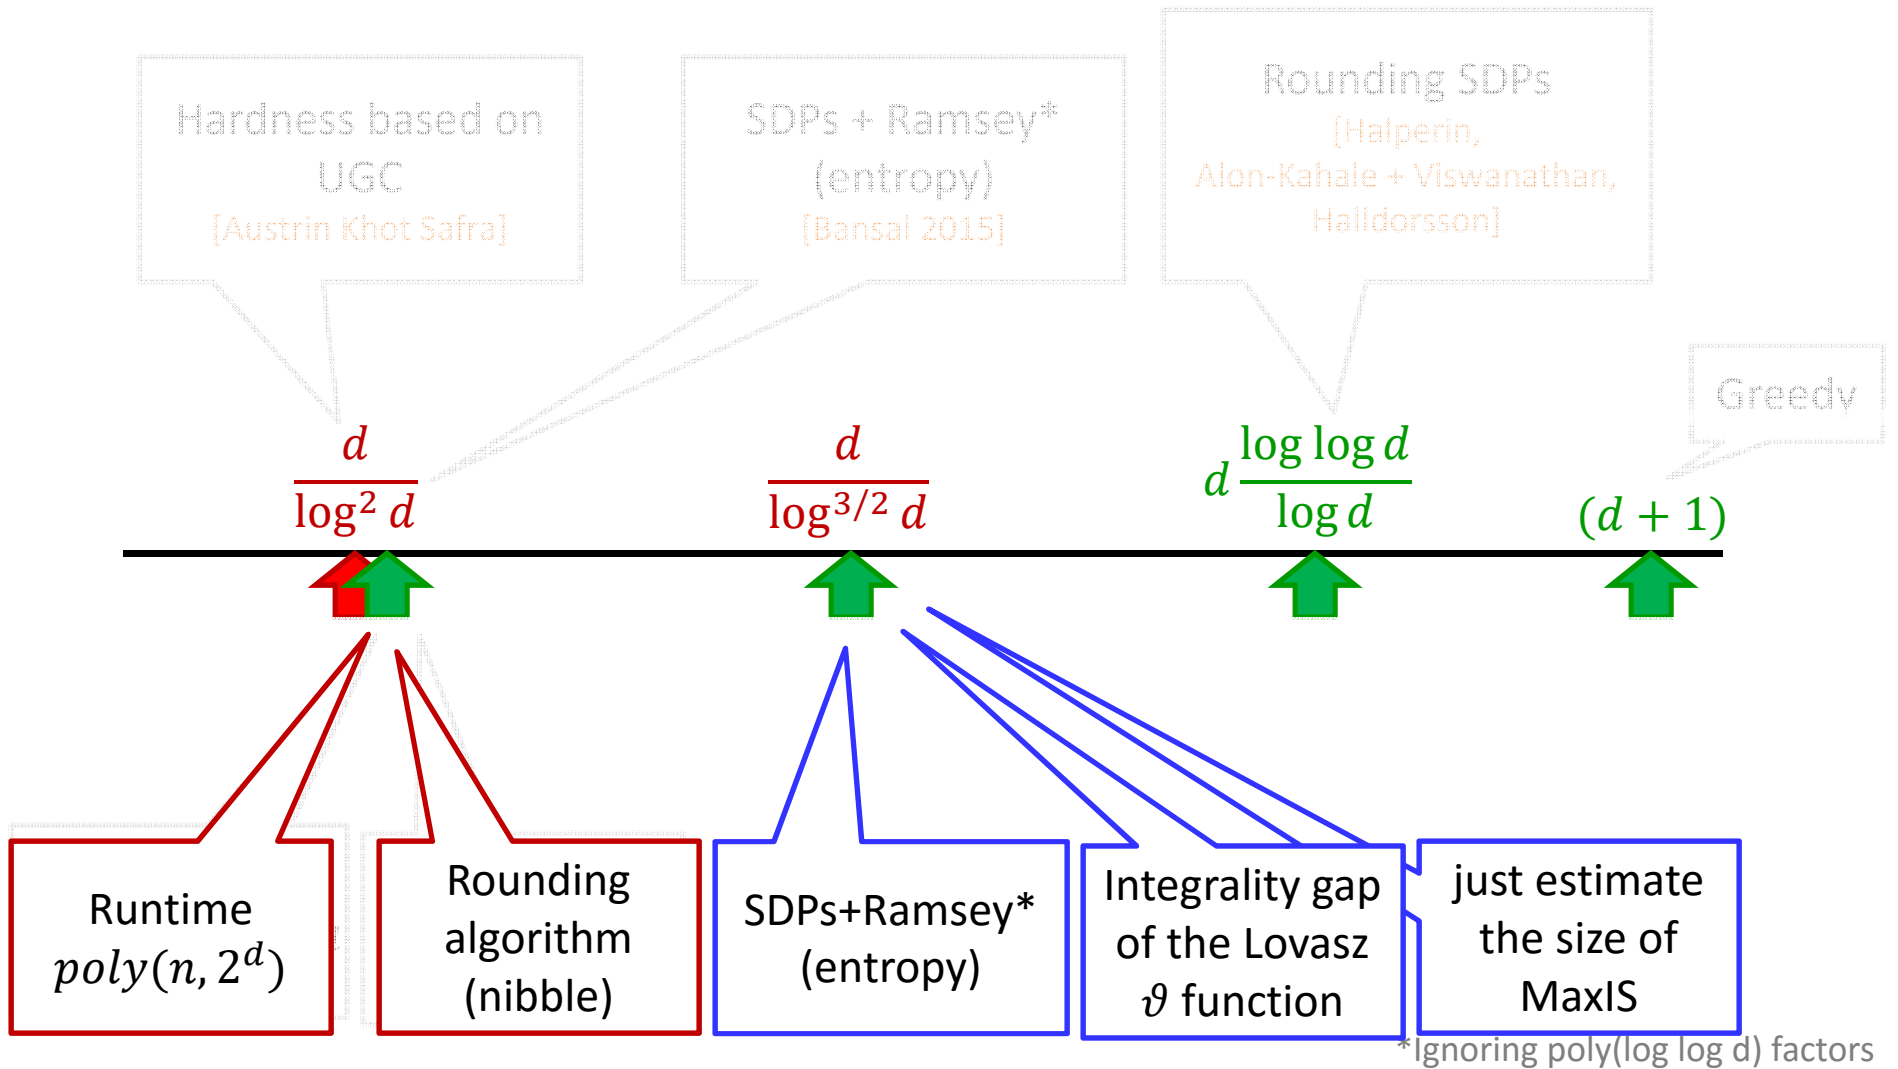 Hardness based on
UGC
[Austrin Khot Safra]
SDPs + Ramsey*
(entropy)
[Bansal 2015]
Rounding SDPs
[Halperin,
Alon-Kahale + Viswanathan,
Halldorsson]
Greedy
d / log² d
d / log^{3/2} d
d log log d / log d
(d + 1)
Runtime
poly(n, 2^d)
Rounding
algorithm
(nibble)
SDPs+Ramsey*
(entropy)
Integrality gap
of the Lovasz
ϑ function
just estimate
the size of
MaxIS
*Ignoring poly(log log d) factors